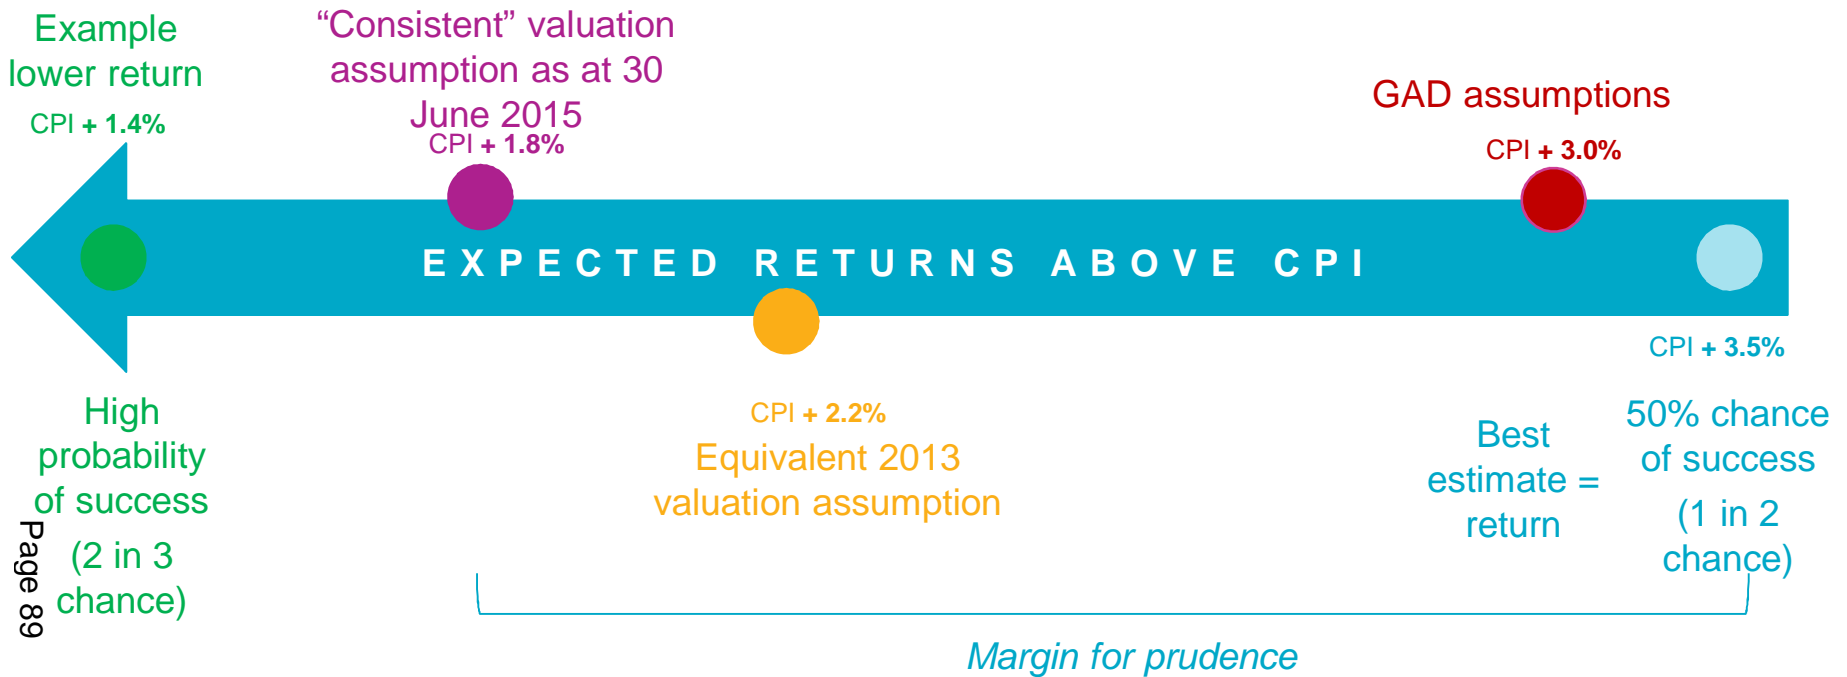 Example
lower return
CPI + 1.4%
“Consistent” valuation
assumption as at 30
June 2015
CPI + 1.8%
GAD assumptions
CPI + 3.0%
EXPECTED RETURNS ABOVE CPI
CPI + 3.5%
High
probability
of success
(2 in 3
chance)
CPI + 2.2%
Equivalent 2013
valuation assumption
Best
estimate =
return
50% chance
of success
(1 in 2
chance)
Margin for prudence
Page 89